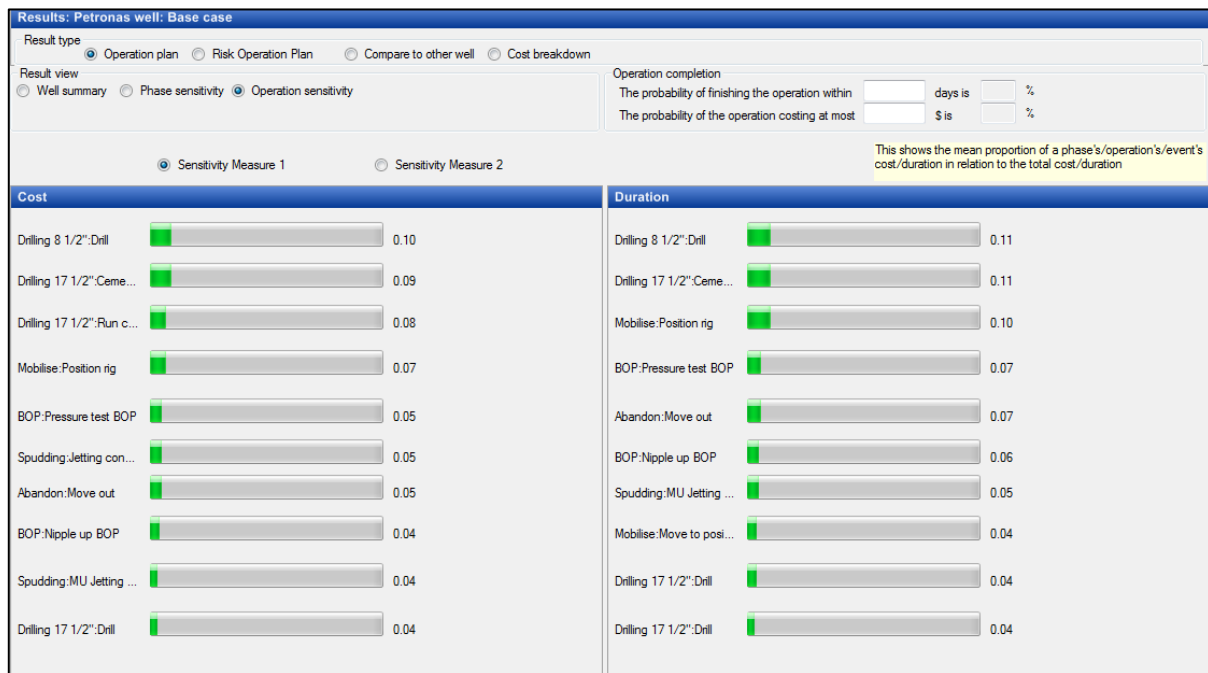 Results: Petronas well: Base case
Result type
Operation plan Risk Operation Plan Compare to other well Cost breakdown
Result view
Well summary Phase sensitivity Operation sensitivity
Operation completion
The probability of finishing the operation within days is %
The probability of the operation costing at most $ is %
Sensitivity Measure 1 Sensitivity Measure 2
This shows the mean proportion of a phase's/operation's/event's
cost/duration in relation to the total cost/duration
Cost
Drilling 8 1/2":Drill 0.10
Drilling 17 1/2":Ceme... 0.09
Drilling 17 1/2":Run c... 0.08
Mobilise:Position rig 0.07
BOP:Pressure test BOP 0.05
Spudding:Jetting con... 0.05
Abandon:Move out 0.05
BOP:Nipple up BOP 0.04
Spudding:MU Jetting ... 0.04
Drilling 17 1/2":Drill 0.04
Duration
Drilling 8 1/2":Drill 0.11
Drilling 17 1/2":Ceme... 0.11
Mobilise:Position rig 0.10
BOP:Pressure test BOP 0.07
Abandon:Move out 0.07
BOP:Nipple up BOP 0.06
Spudding:MU Jetting ... 0.05
Mobilise:Move to posi... 0.04
Drilling 17 1/2":Drill 0.04
Drilling 17 1/2":Drill 0.04